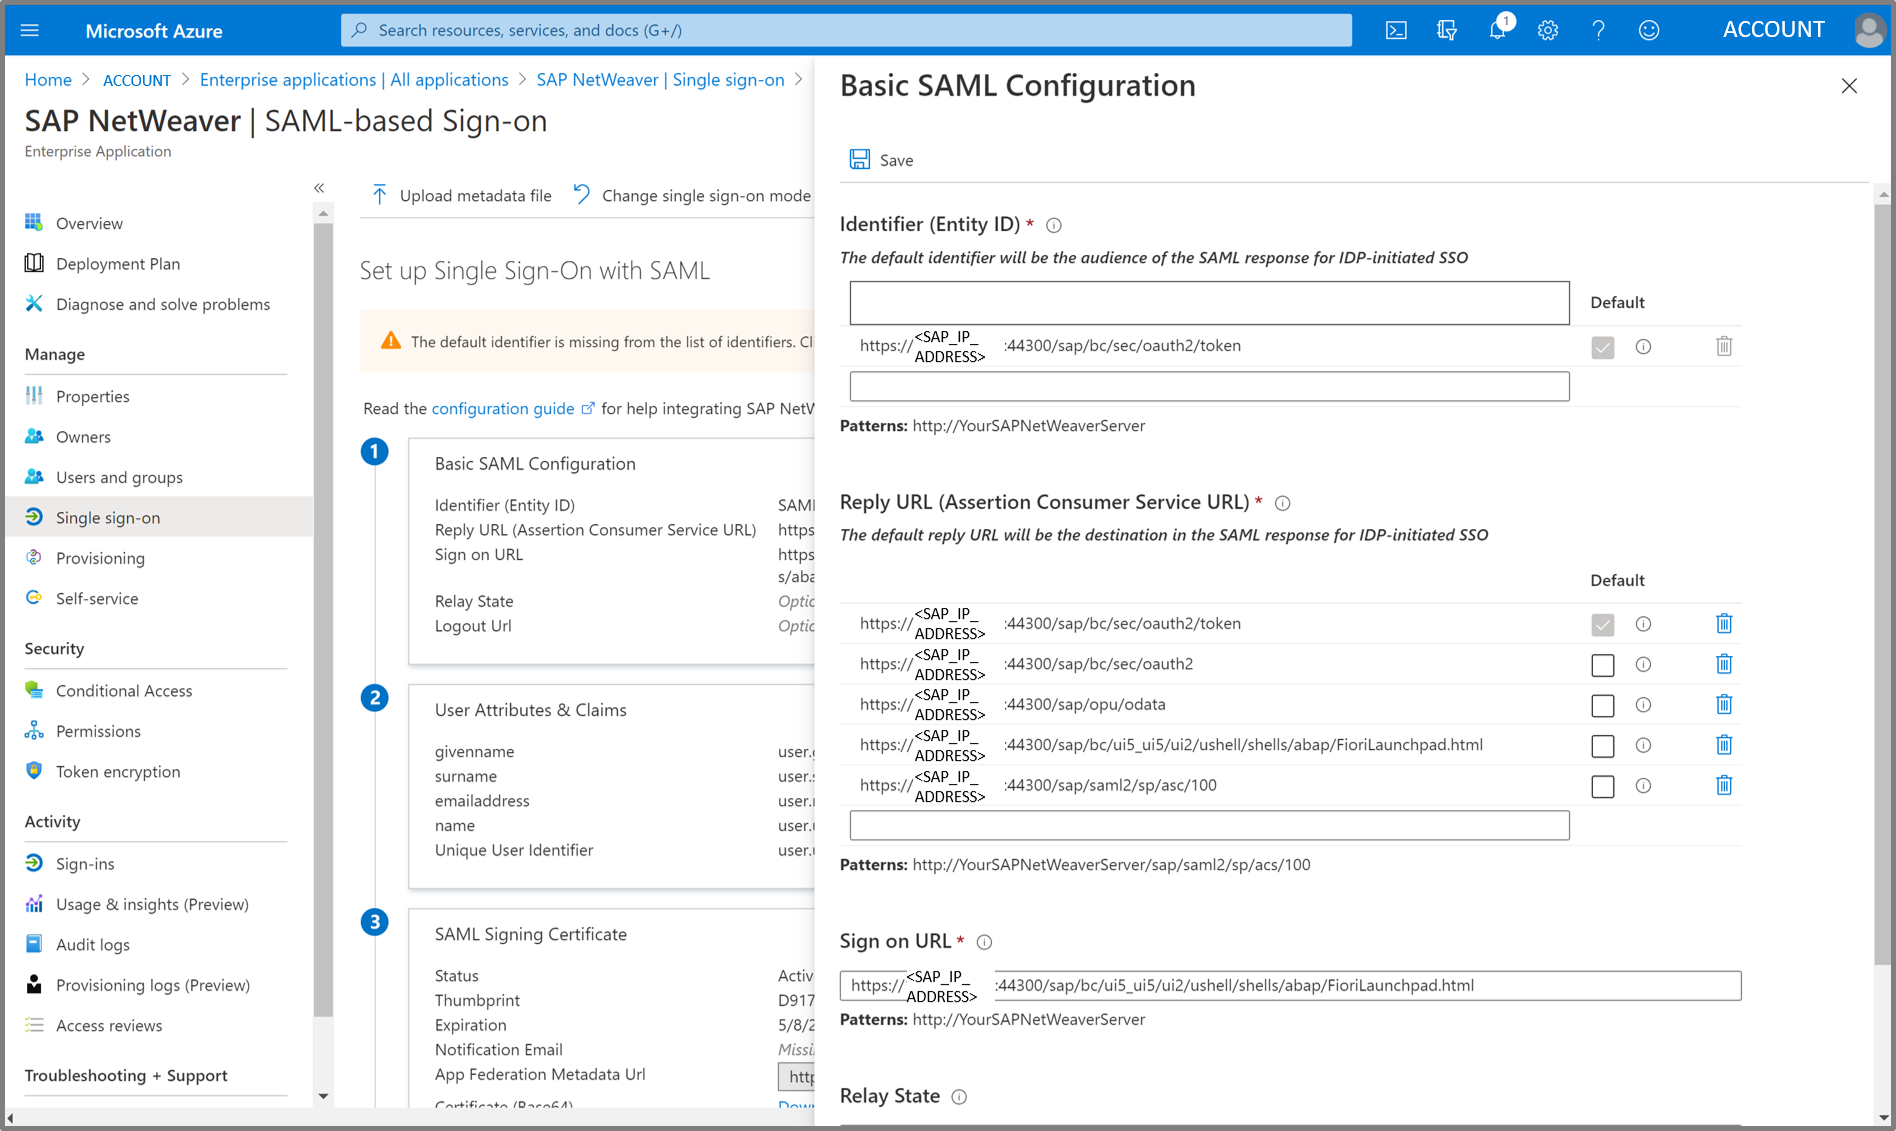 Microsoft Azure
Search resources, services, and docs (G+/)
1
ACCOUNT
Home > ACCOUNT > Enterprise applications | All applications > SAP NetWeaver | Single sign-on >
SAP NetWeaver | SAML-based Sign-on
Enterprise Application
«
Overview
Deployment Plan
Diagnose and solve problems
Manage
Properties
Owners
Users and groups
Single sign-on
Provisioning
Self-service
Security
Conditional Access
Permissions
Token encryption
Activity
Sign-ins
Usage & insights (Preview)
Audit logs
Provisioning logs (Preview)
Access reviews
Troubleshooting + Support
Upload metadata file
Change single sign-on mode
Set up Single Sign-On with SAML
The default identifier is missing from the list of identifiers. Cl
Read the configuration guide for help integrating SAP NetW
1
Basic SAML Configuration
Identifier (Entity ID) SAML
Reply URL (Assertion Consumer Service URL) https
Sign on URL https
s/aba
Relay State Optio
Logout Url Optio
2
User Attributes & Claims
givenname user.g
surname user.s
emailaddress user.m
name user.u
Unique User Identifier user.u
3
SAML Signing Certificate
Status Activ
Thumbprint D917
Expiration 5/8/2
Notification Email Missi
App Federation Metadata Url http
Certificate (Base64) Down
Basic SAML Configuration
Save
Identifier (Entity ID) *
The default identifier will be the audience of the SAML response for IDP-initiated SSO
Default
https://<SAP_IP_ADDRESS> :44300/sap/bc/sec/oauth2/token
Patterns: http://YourSAPNetWeaverServer
Reply URL (Assertion Consumer Service URL) *
The default reply URL will be the destination in the SAML response for IDP-initiated SSO
Default
https://<SAP_IP_ADDRESS> :44300/sap/bc/sec/oauth2/token
https://<SAP_IP_ADDRESS> :44300/sap/bc/sec/oauth2
https://<SAP_IP_ADDRESS> :44300/sap/opu/odata
https://<SAP_IP_ADDRESS> :44300/sap/bc/ui5_ui5/ui2/ushell/shells/abap/FioriLaunchpad.html
https://<SAP_IP_ADDRESS> :44300/sap/saml2/sp/asc/100
Patterns: http://YourSAPNetWeaverServer/sap/saml2/sp/acs/100
Sign on URL *
https://<SAP_IP_ADDRESS> :44300/sap/bc/ui5_ui5/ui2/ushell/shells/abap/FioriLaunchpad.html
Patterns: http://YourSAPNetWeaverServer
Relay State